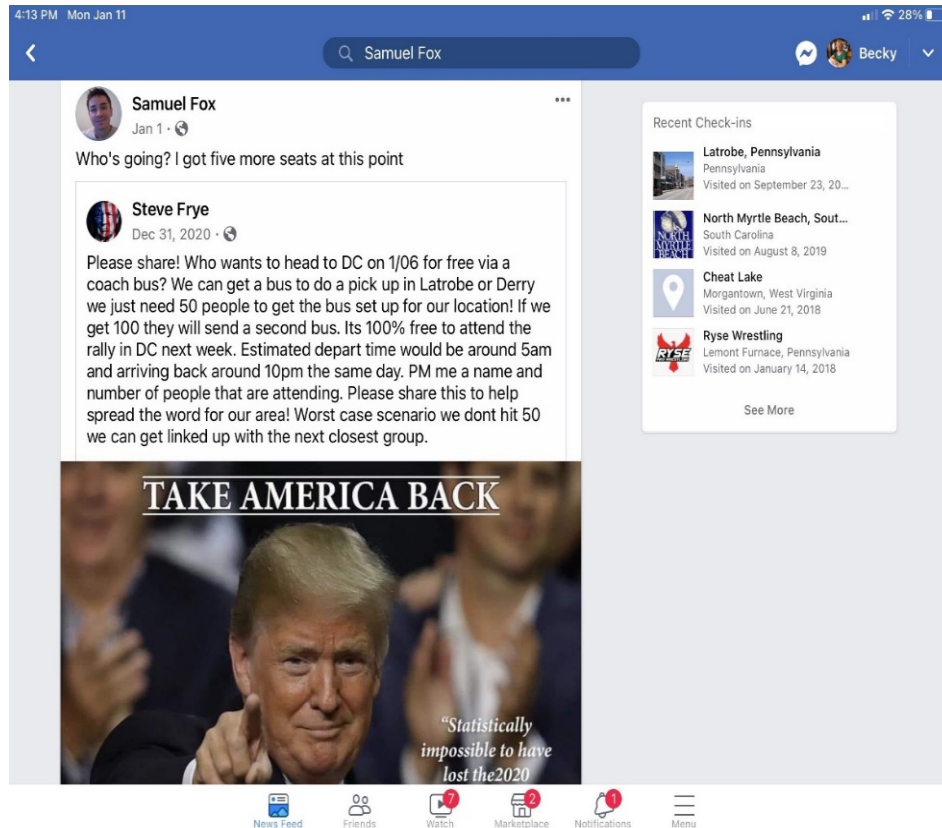 4:13 PM Mon Jan 11
28%
Samuel Fox
Becky
Samuel Fox
Jan 1 ·
Who's going? I got five more seats at this point
Steve Frye
Dec 31, 2020 ·
Please share! Who wants to head to DC on 1/06 for free via a
coach bus? We can get a bus to do a pick up in Latrobe or Derry
we just need 50 people to get the bus set up for our location! If we
get 100 they will send a second bus. Its 100% free to attend the
rally in DC next week. Estimated depart time would be around 5am
and arriving back around 10pm the same day. PM me a name and
number of people that are attending. Please share this to help
spread the word for our area! Worst case scenario we dont hit 50
we can get linked up with the next closest group.
TAKE AMERICA BACK
"Statistically
impossible to have
lost the2020
Recent Check-ins
Latrobe, Pennsylvania
Pennsylvania
Visited on September 23, 20...
NORTH
MYRTLE
BEACH
North Myrtle Beach, Sout...
South Carolina
Visited on August 8, 2019
Cheat Lake
Morgantown, West Virginia
Visited on June 21, 2018
RYSE
Ryse Wrestling
Lemont Furnace, Pennsylvania
Visited on January 14, 2018
See More
7
2
1
News Feed
Friends
Watch
Marketplace
Notifications
Menu